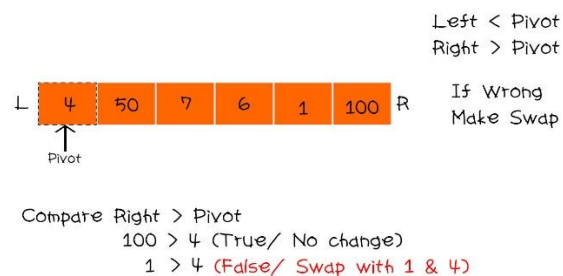 Left < Pivot
Right > Pivot
If Wrong
Make Swap
L 4 50 7 6 1 100 R
Pivot
Compare Right > Pivot
100 > 4 (True/ No change)
1 > 4 (False/ Swap with 1 & 4)